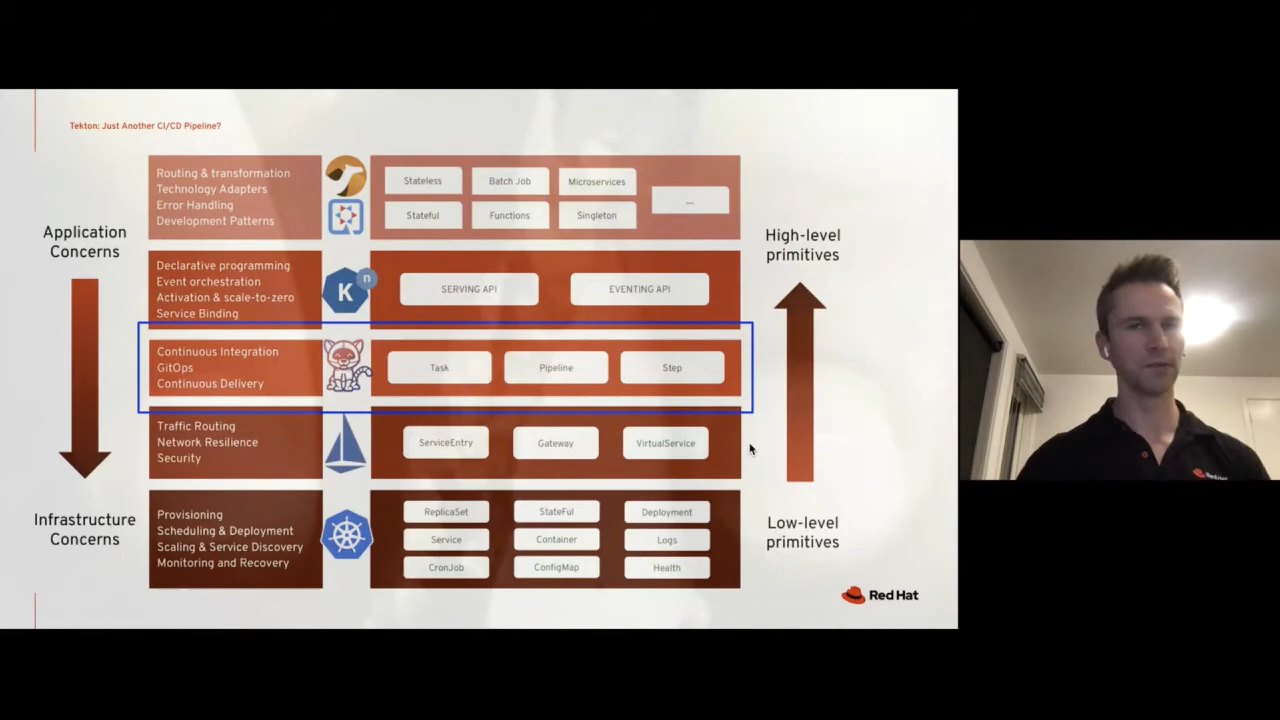 Tekton: Just Another CI/CD Pipeline?
Application
Concerns
Infrastructure
Concerns
Routing & transformation
Technology Adapters
Error Handling
Development Patterns
Stateless
Batch Job
Microservices
...
Stateful
Functions
Singleton
Declarative programming
Event orchestration
Activation & scale-to-zero
Service Binding
K
n
SERVING API
EVENTING API
Continuous Integration
GitOps
Continuous Delivery
Task
Pipeline
Step
Traffic Routing
Network Resilience
Security
ServiceEntry
Gateway
VirtualService
Provisioning
Scheduling & Deployment
Scaling & Service Discovery
Monitoring and Recovery
ReplicaSet
StateFul
Deployment
Service
Container
Logs
CronJob
ConfigMap
Health
High-level
primitives
Low-level
primitives
Red Hat
Red Hat